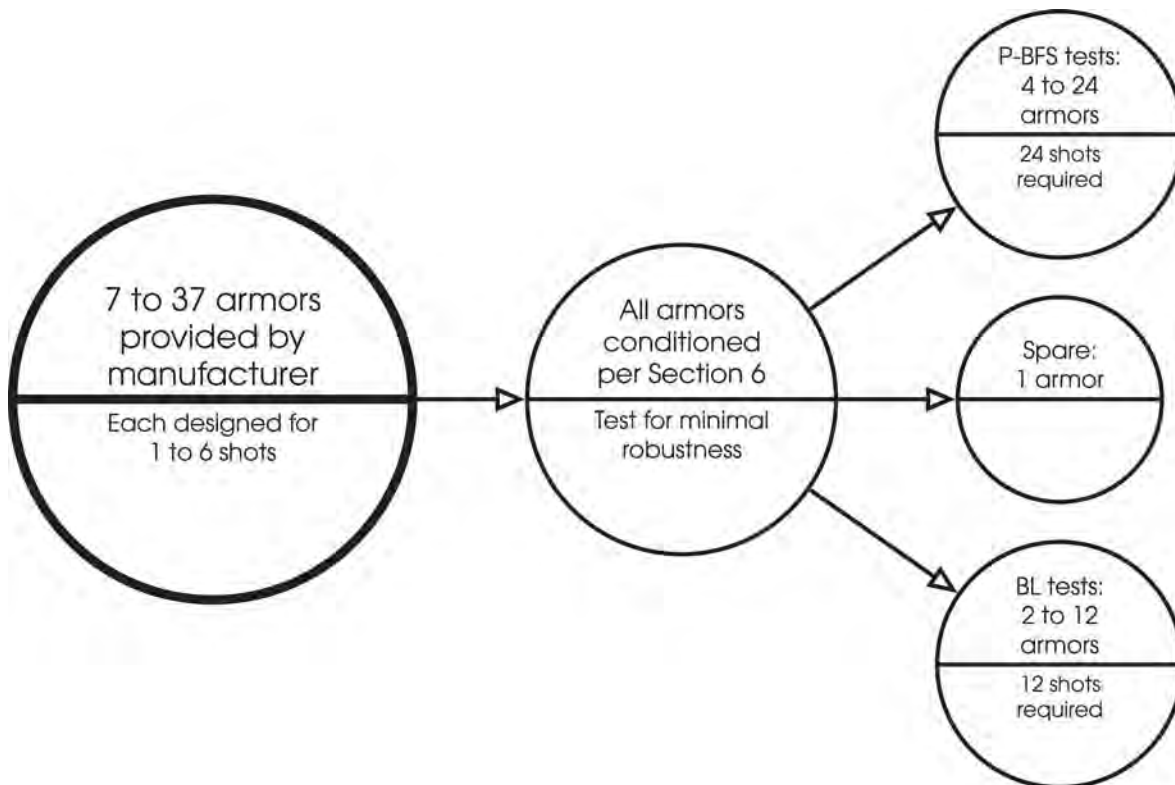 7 to 37 armors
provided by
manufacturer
Each designed for
1 to 6 shots
All armors
conditioned
per Section 6
Test for minimal
robustness
P-BFS tests:
4 to 24
armors
24 shots
required
Spare:
1 armor
BL tests:
2 to 12
armors
12 shots
required